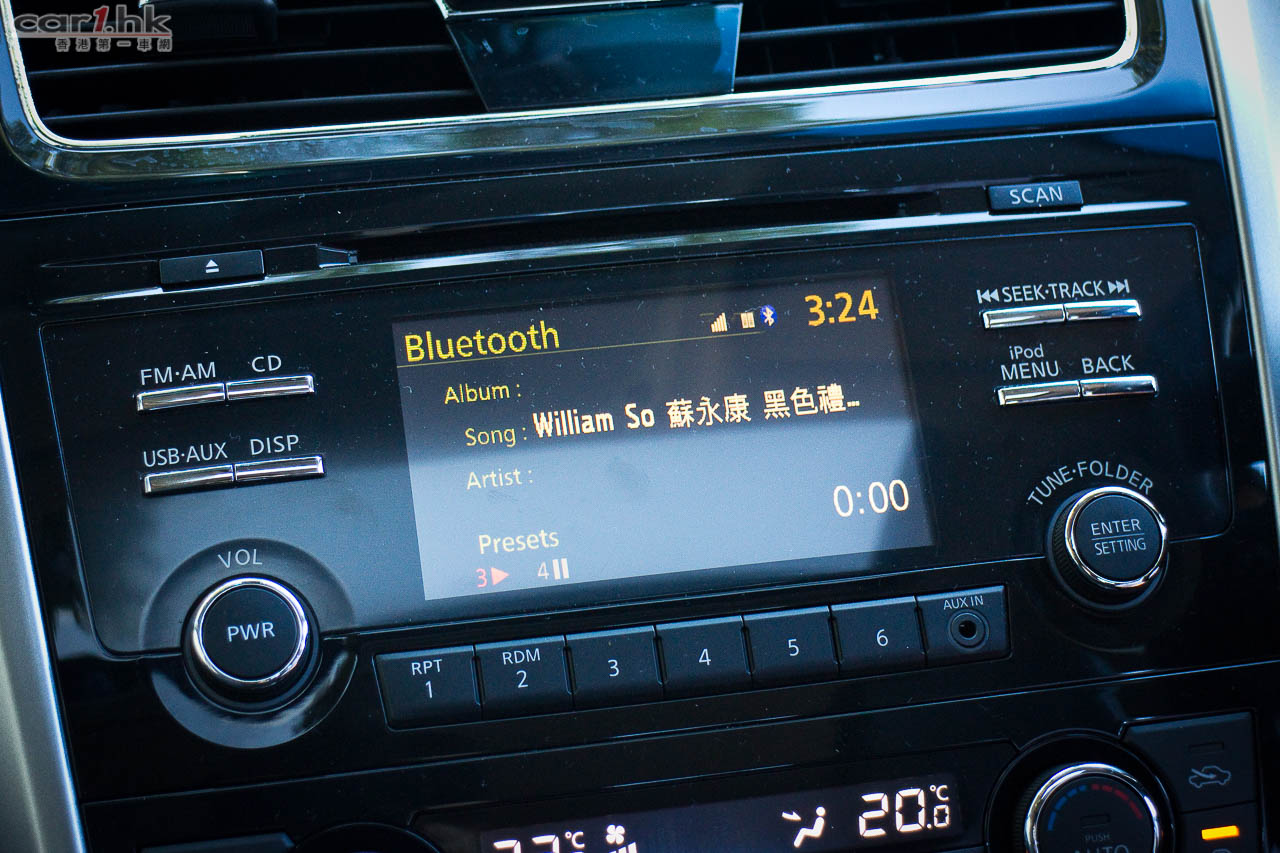 car1.hk
香港第一車網
SCAN
Bluetooth
3:24
Album :
Song : William So 蘇永康 黑色禮...
Artist :
0:00
Presets
3 4
FM·AM
CD
USB·AUX
DISP
VOL
PWR
SEEK·TRACK
iPod
MENU
BACK
TUNE·FOLDER
ENTER
SETTING
RPT
1
RDM
2
3
4
5
6
AUX IN
°C
20.0 °C
PUSH
AUTO